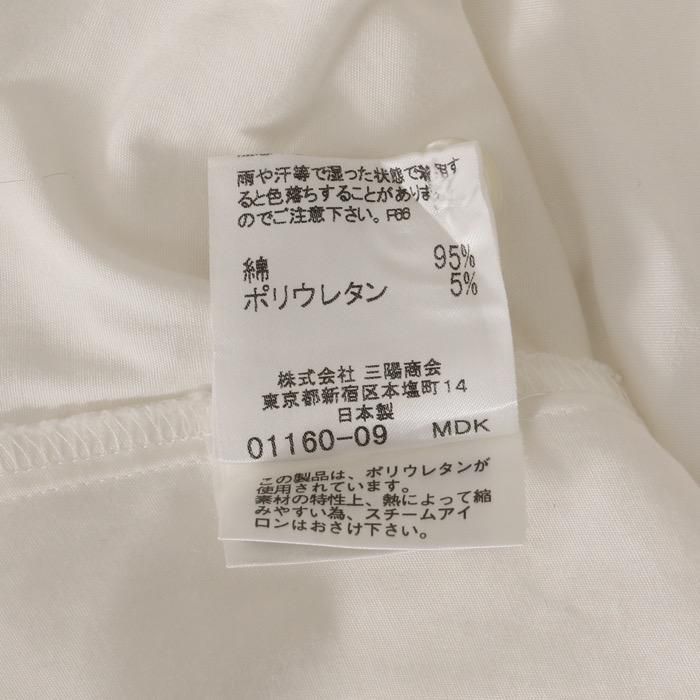 雨や汗等で湿った状態で着用す
ると色落ちすることがありま
のでご注意下さい。P66
綿 95%
ポリウレタン 5%
株式会社 三陽商会
東京都新宿区本塩町14
日本製
01160-09 MDK
この製品は、ポリウレタンが
使用されています。
素材の特性上、熱によって縮
みやすい為、スチームアイ
ロンはおさけ下さい。